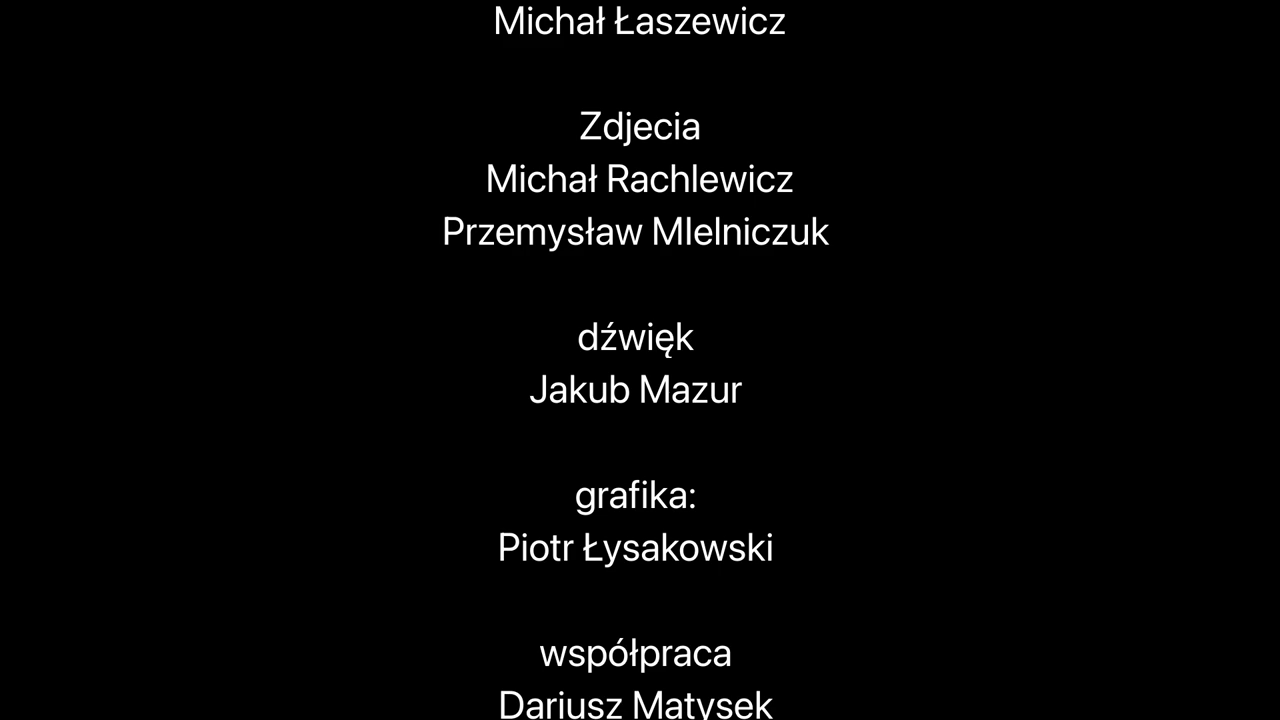 Michał Łaszewicz
Zdjecia
Michał Rachlewicz
Przemysław MIelniczuk
dźwięk
Jakub Mazur
grafika:
Piotr Łysakowski
współpraca
Dariusz Matysek